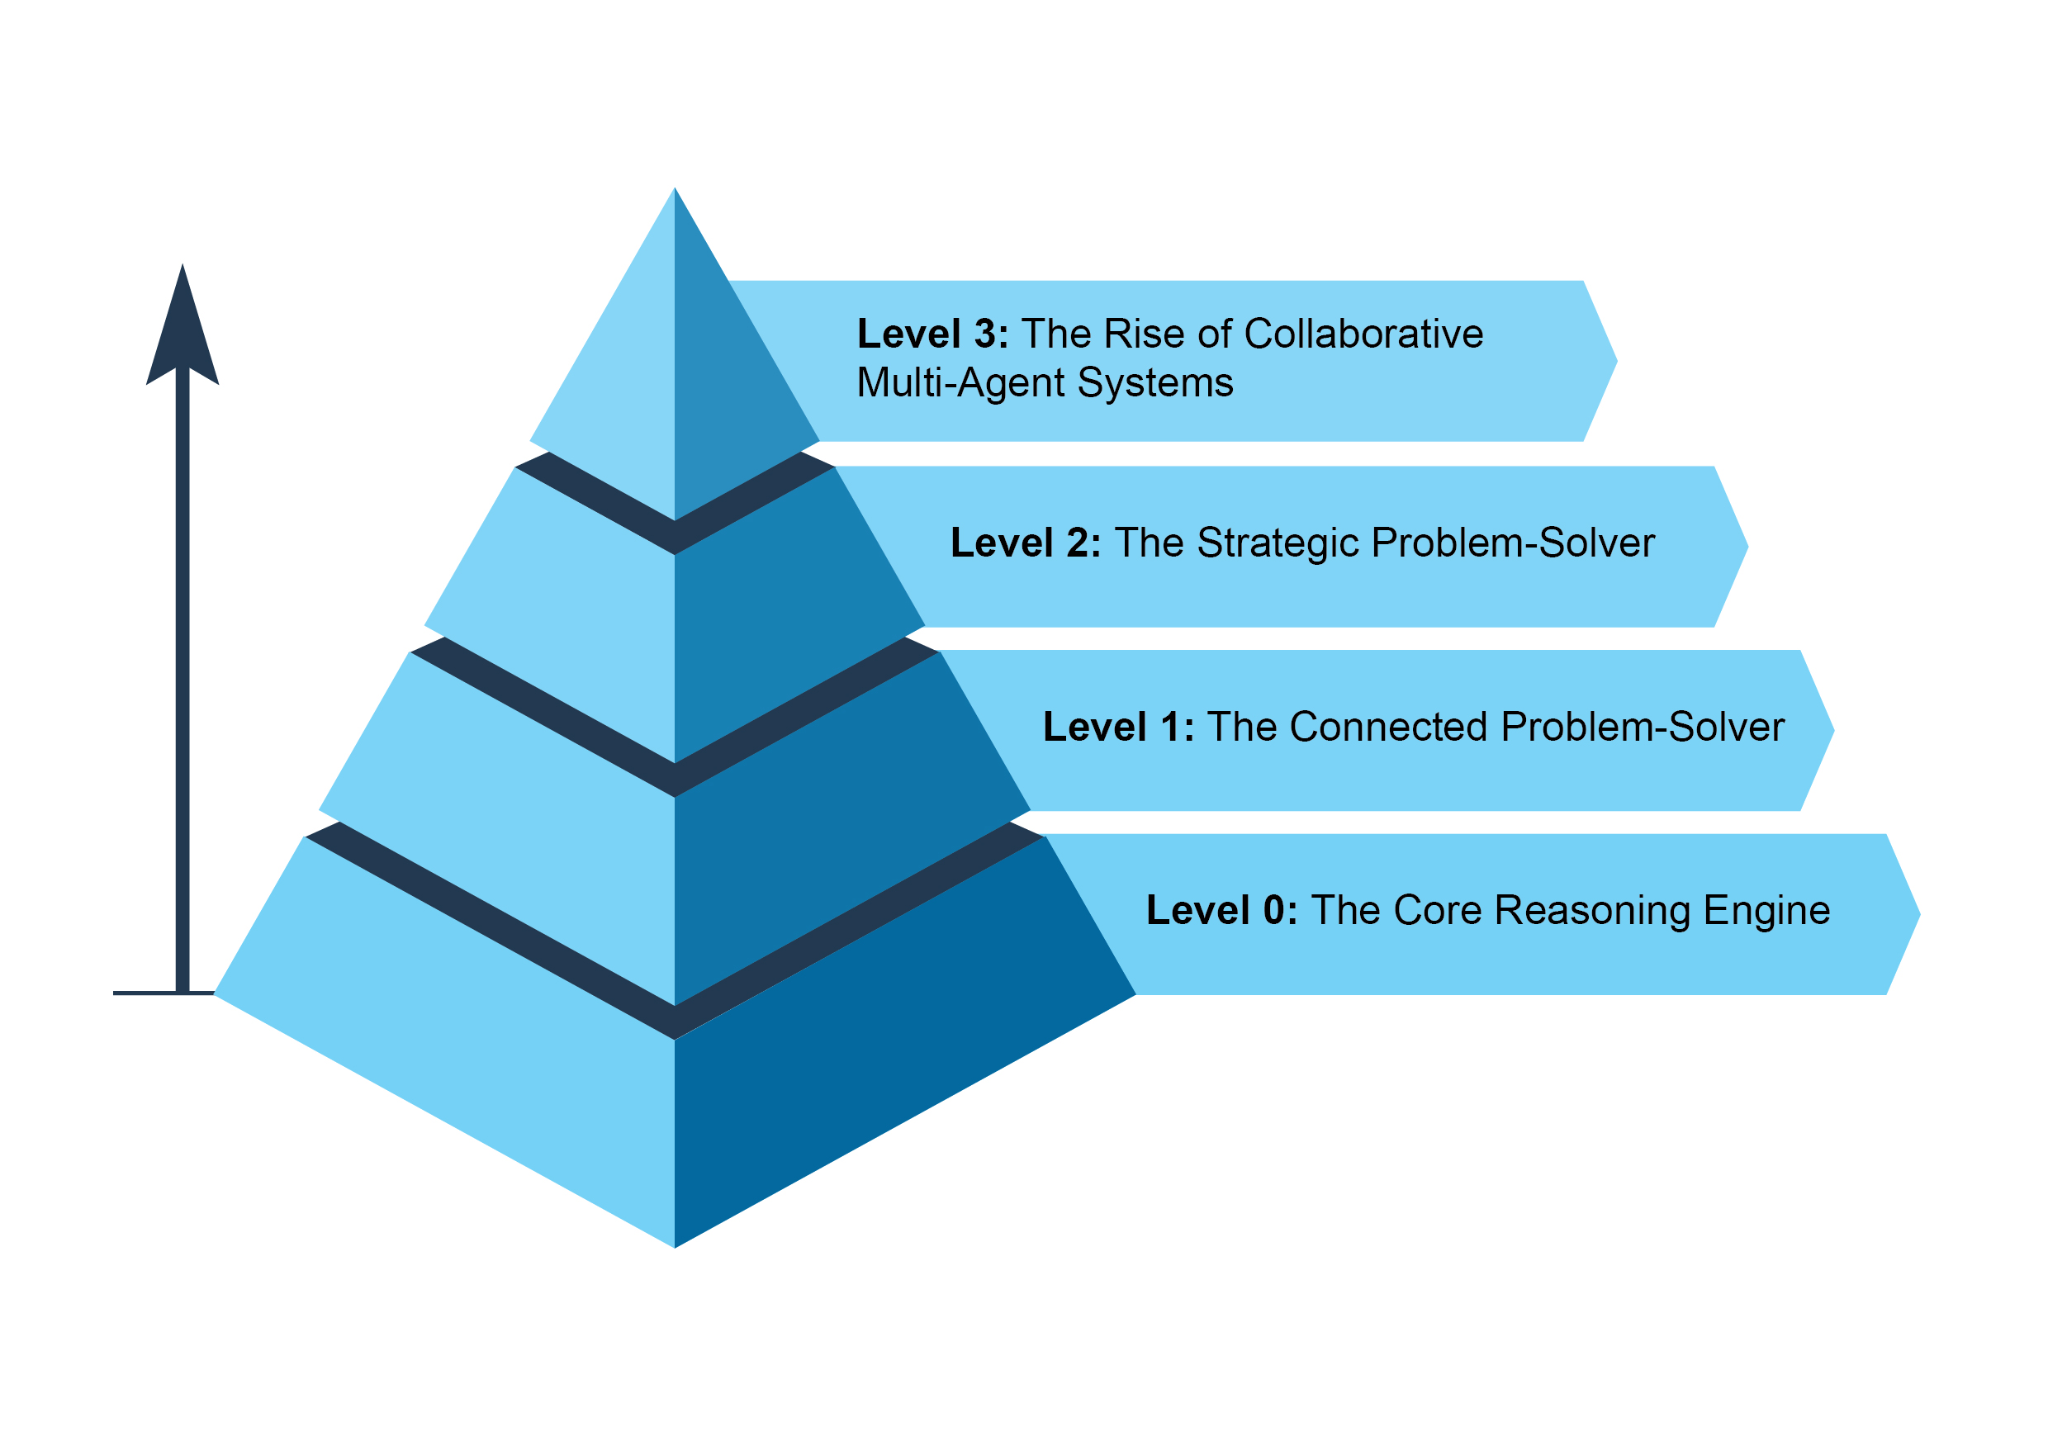 Level 3: The Rise of Collaborative
Multi-Agent Systems
Level 2: The Strategic Problem-Solver
Level 1: The Connected Problem-Solver
Level 0: The Core Reasoning Engine